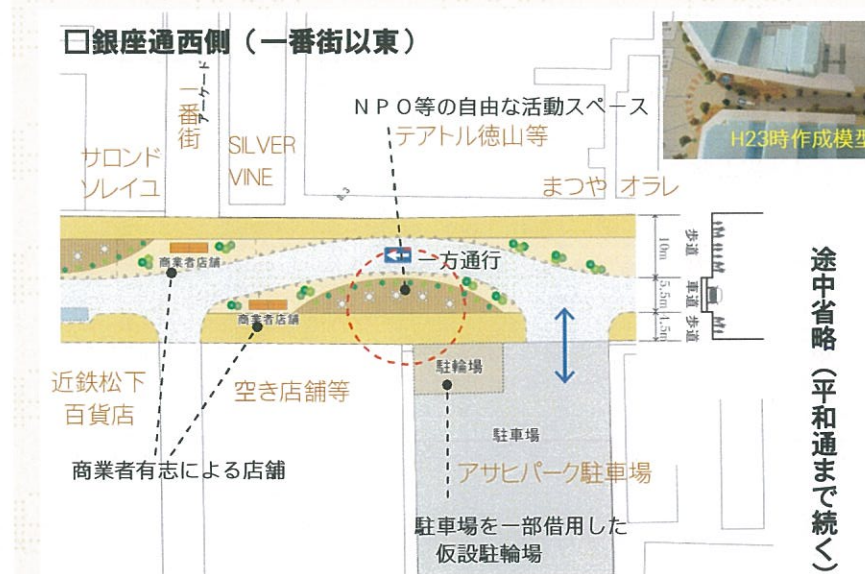 □銀座通西側（一番街以東）
アーケード
一番街
NPO等の自由な活動スペース
テアトル徳山等
H23時作成模型
サロンド
ソレイユ
SILVER
VINE
まつや オラレ
商業者店舗
一方通行
商業者店舗
10m
5.5m
4.5m
歩道
車道
歩道
途中省略（平和通まで続く）
近鉄松下
百貨店
空き店舗等
駐輪場
駐車場
商業者有志による店舗
アサヒパーク駐車場
駐車場を一部借用した
仮設駐輪場